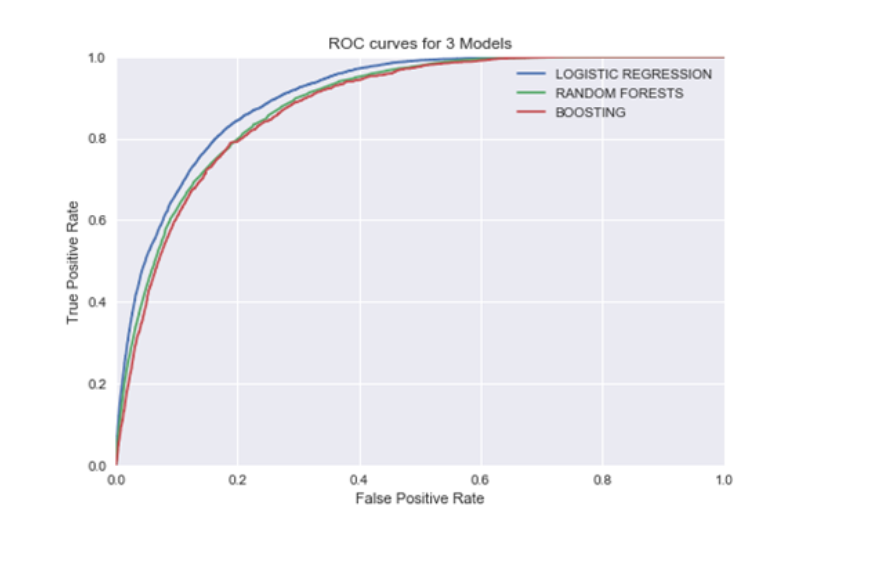 ROC curves for 3 Models
1.0
0.8
0.6
0.4
0.2
0.0
True Positive Rate
LOGISTIC REGRESSION
RANDOM FORESTS
BOOSTING
0.0 0.2 0.4 0.6 0.8 1.0
False Positive Rate